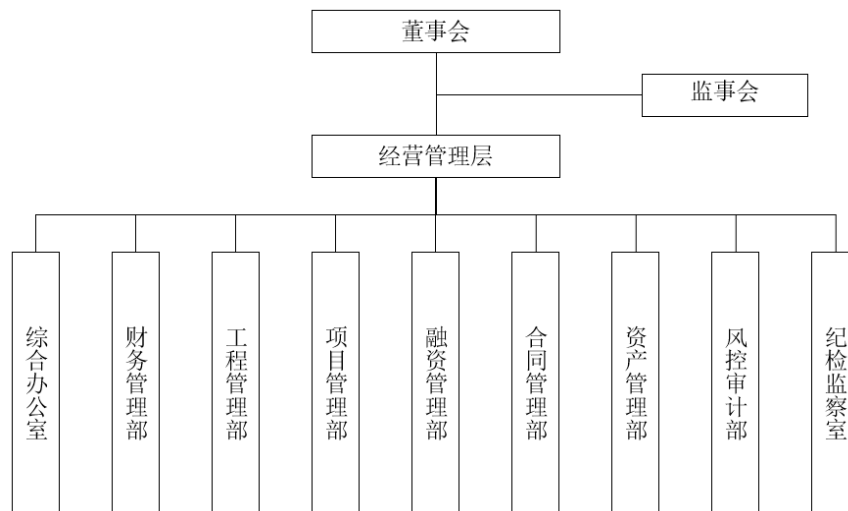 董事会
监事会
经营管理层
综合办公室
财务管理部
工程管理部
项目管理部
融资管理部
合同管理部
资产管理部
风控审计部
纪检监察室